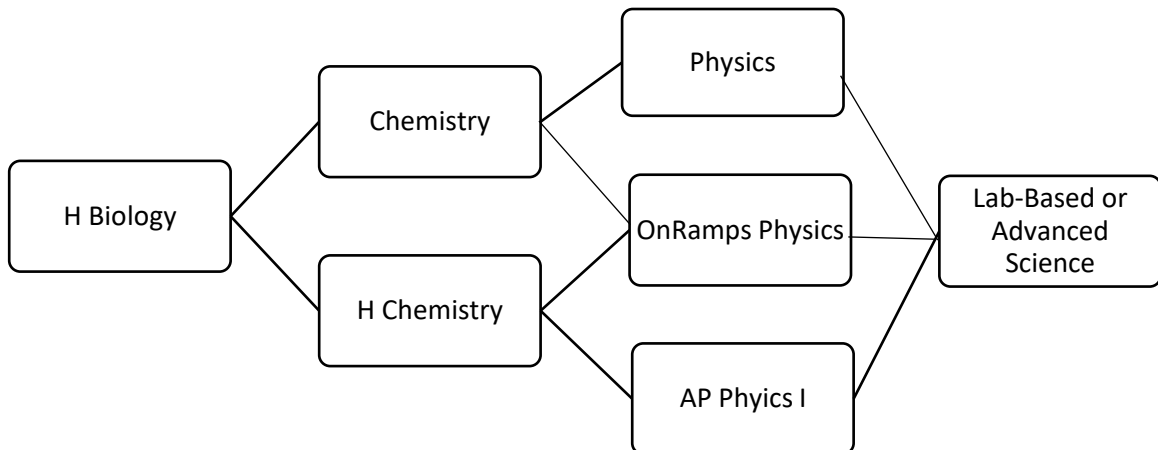 H Biology
Chemistry
H Chemistry
Physics
OnRamps Physics
AP Phyics I
Lab-Based or
Advanced
Science